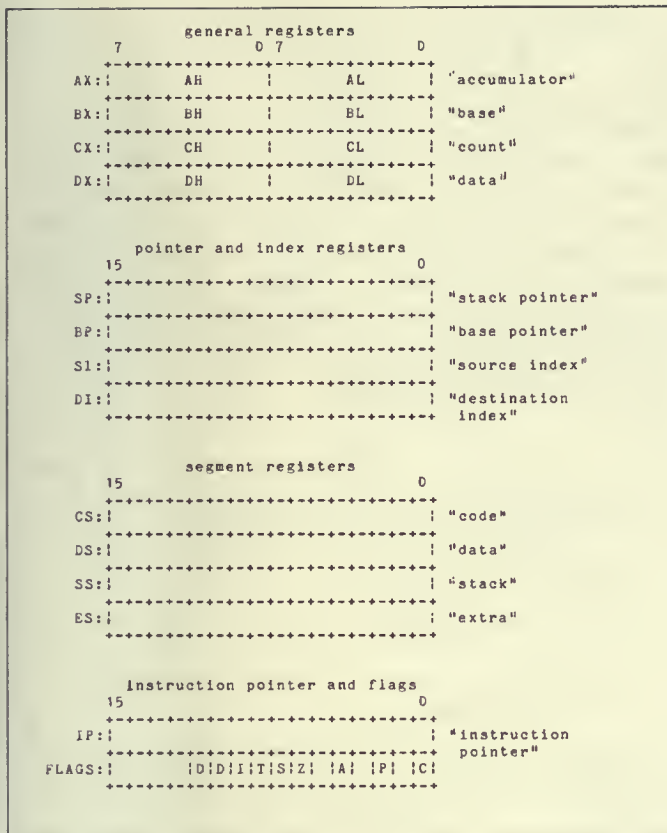 general registers
7 0 7 0
AX: AH AL "accumulator"
BX: BH BL "base"
CX: CH CL "count"
DX: DH DL "data"
pointer and index registers
15 0
SP: "stack pointer"
BP: "base pointer"
SI: "source index"
DI: "destination
index"
segment registers
15 0
CS: "code"
DS: "data"
SS: "stack"
ES: "extra"
Instruction pointer and flags
15 0
IP: "instruction
pointer"
FLAGS: |D|D|I|T|S|Z| |A| |P| |C|